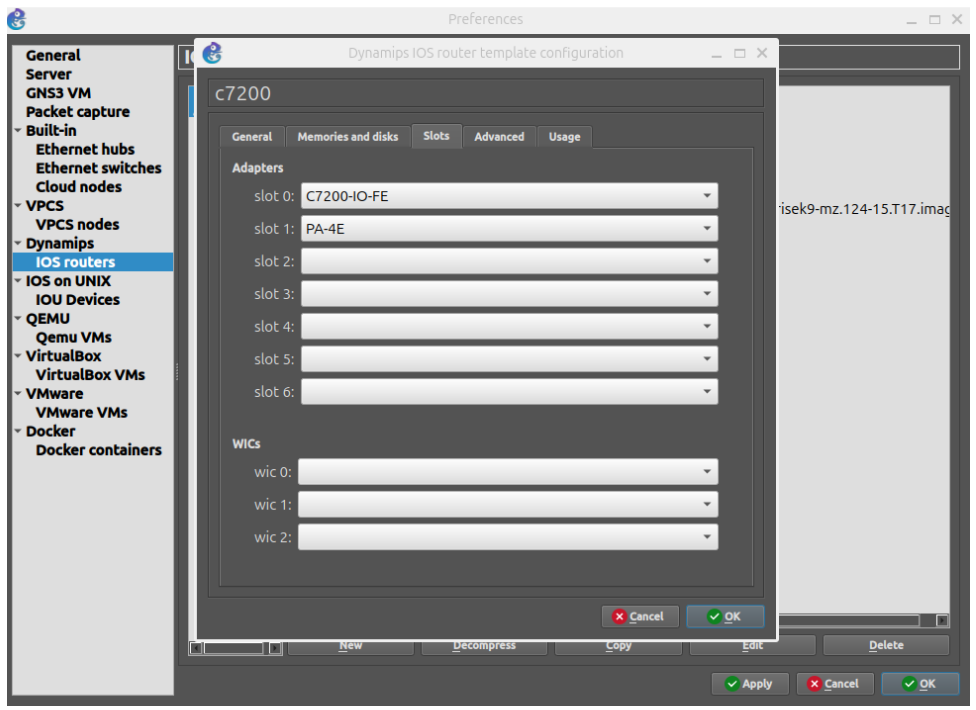 Preferences
General
Server
GNS3 VM
Packet capture
Built-in
Ethernet hubs
Ethernet switches
Cloud nodes
VPCS
VPCS nodes
Dynamips
IOS routers
IOS on UNIX
IOU Devices
QEMU
Qemu VMs
VirtualBox
VirtualBox VMs
VMware
VMware VMs
Docker
Docker containers
Dynamips IOS router template configuration
c7200
General Memories and disks Slots Advanced Usage
Adapters
slot 0: C7200-IO-FE
slot 1: PA-4E
slot 2:
slot 3:
slot 4:
slot 5:
slot 6:
WICs
wic 0:
wic 1:
wic 2:
Cancel OK
risek9-mz.124-15.T17.imag
New Decompress Copy Edit Delete
Apply Cancel OK